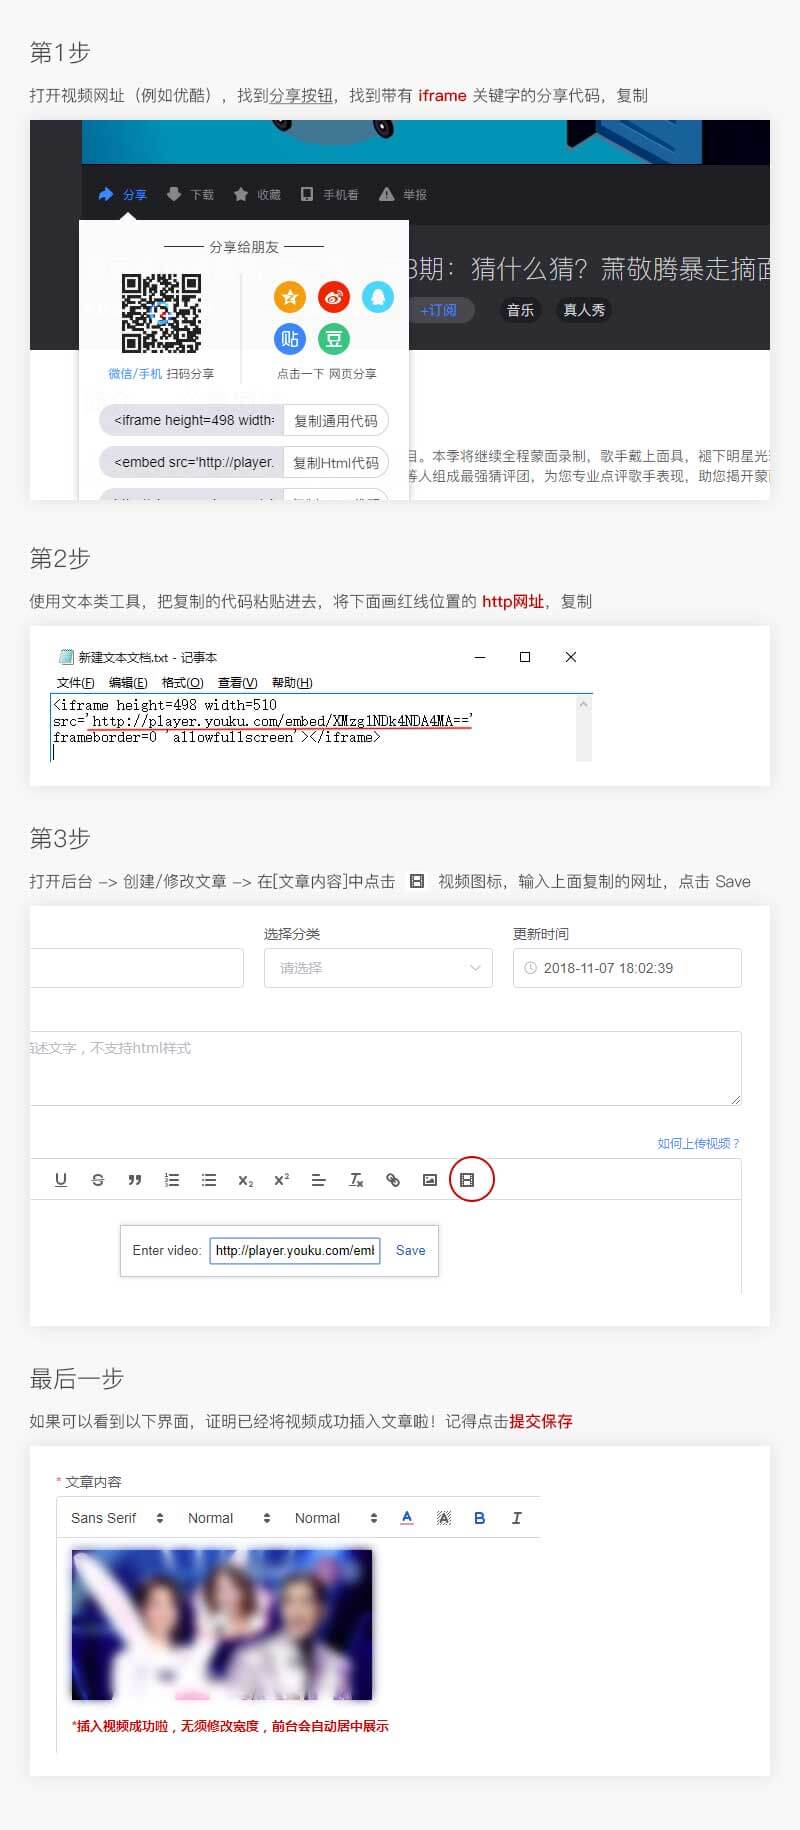 第1步
打开视频网址（例如优酷），找到分享按钮，找到带有 iframe 关键字的分享代码，复制
分享 下载 收藏 手机看 举报
分享给朋友
3期：猜什么猜？萧敬腾暴走摘面
+订阅 音乐 真人秀
贴 豆
微信/手机 扫码分享 点击一下 网页分享
<iframe height=498 width= 复制通用代码
<embed src='http://player. 复制Html代码
目。本季将继续全程蒙面录制，歌手戴上面具，褪下明星光
等人组成最强猜评团，为您专业点评歌手表现，助您揭开蒙
第2步
使用文本类工具，把复制的代码粘贴进去，将下面画红线位置的 http网址，复制
新建文本文档.txt - 记事本
文件(F) 编辑(E) 格式(O) 查看(V) 帮助(H)
<iframe height=498 width=510
src='http://player.youku.com/embed/XMzg1NDk4NDA4MA=='
frameborder=0 'allowfullscreen'></iframe>
第3步
打开后台 -> 创建/修改文章 -> 在[文章内容]中点击 视频图标，输入上面复制的网址，点击 Save
选择分类 更新时间
请选择 2018-11-07 18:02:39
描述文字，不支持html样式
如何上传视频？
Enter video: http://player.youku.com/eml Save
最后一步
如果可以看到以下界面，证明已经将视频成功插入文章啦！记得点击提交保存
* 文章内容
Sans Serif Normal Normal A A B I
*插入视频成功啦，无须修改宽度，前台会自动居中展示